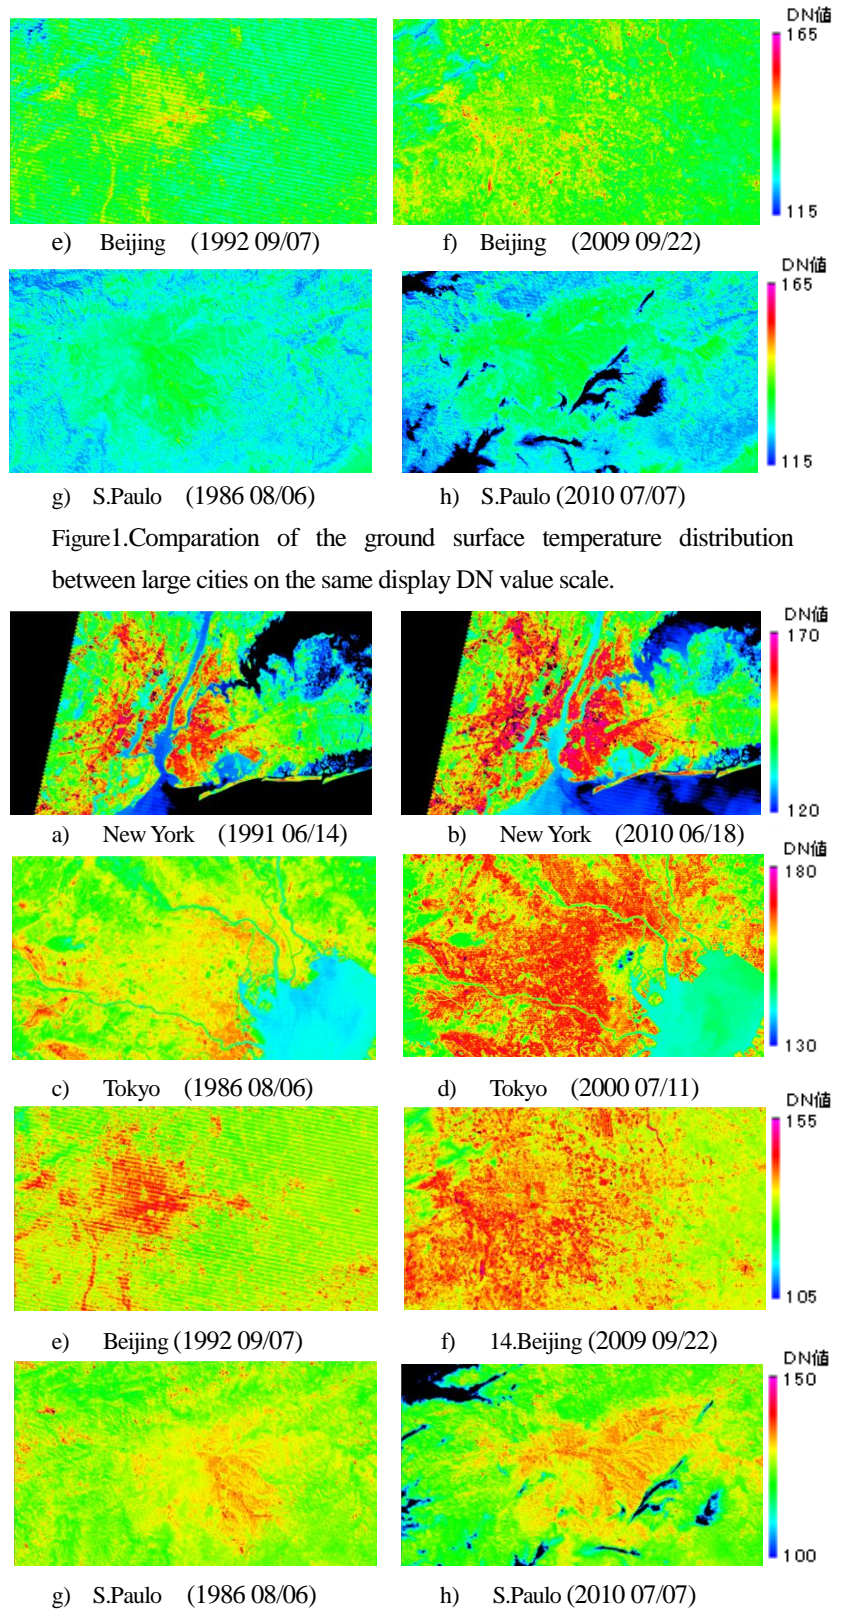 DN値
165
115
e) Beijing (1992 09/07)
f) Beijing (2009 09/22)
DN値
165
115
g) S.Paulo (1986 08/06)
h) S.Paulo (2010 07/07)
Figure1.Comparation of the ground surface temperature distribution
between large cities on the same display DN value scale.
DN値
170
120
a) New York (1991 06/14)
b) New York (2010 06/18)
DN値
180
130
c) Tokyo (1986 08/06)
d) Tokyo (2000 07/11)
DN値
155
105
e) Beijing (1992 09/07)
f) 14.Beijing (2009 09/22)
DN値
150
100
g) S.Paulo (1986 08/06)
h) S.Paulo (2010 07/07)